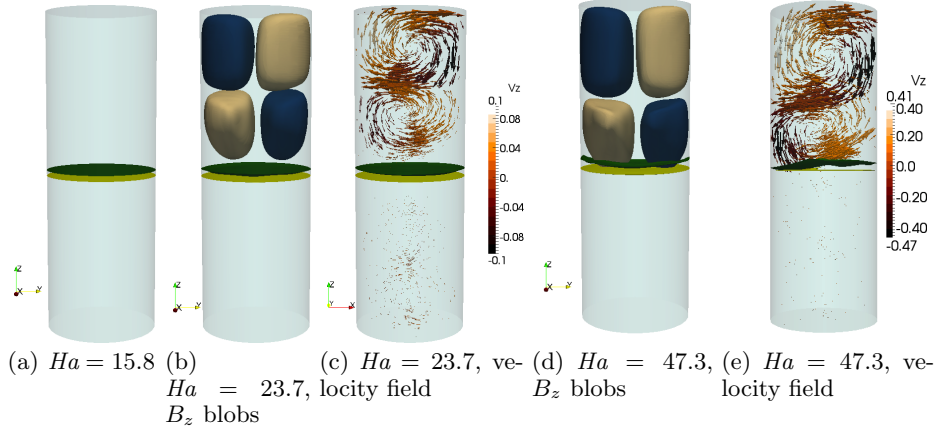 Vz
0.1
0.08
0.04
0
-0.04
-0.08
-0.1
Vz
0.41
0.40
0.20
0.0
-0.20
-0.40
-0.47
Z
X
Y
Z
X
Y
Z
Y
X
Z
X
Y
(a) Ha = 15.8
(b)
Ha = 23.7,
Bz blobs
(c) Ha = 23.7, ve-
locity field
(d) Ha = 47.3,
Bz blobs
(e) Ha = 47.3, ve-
locity field